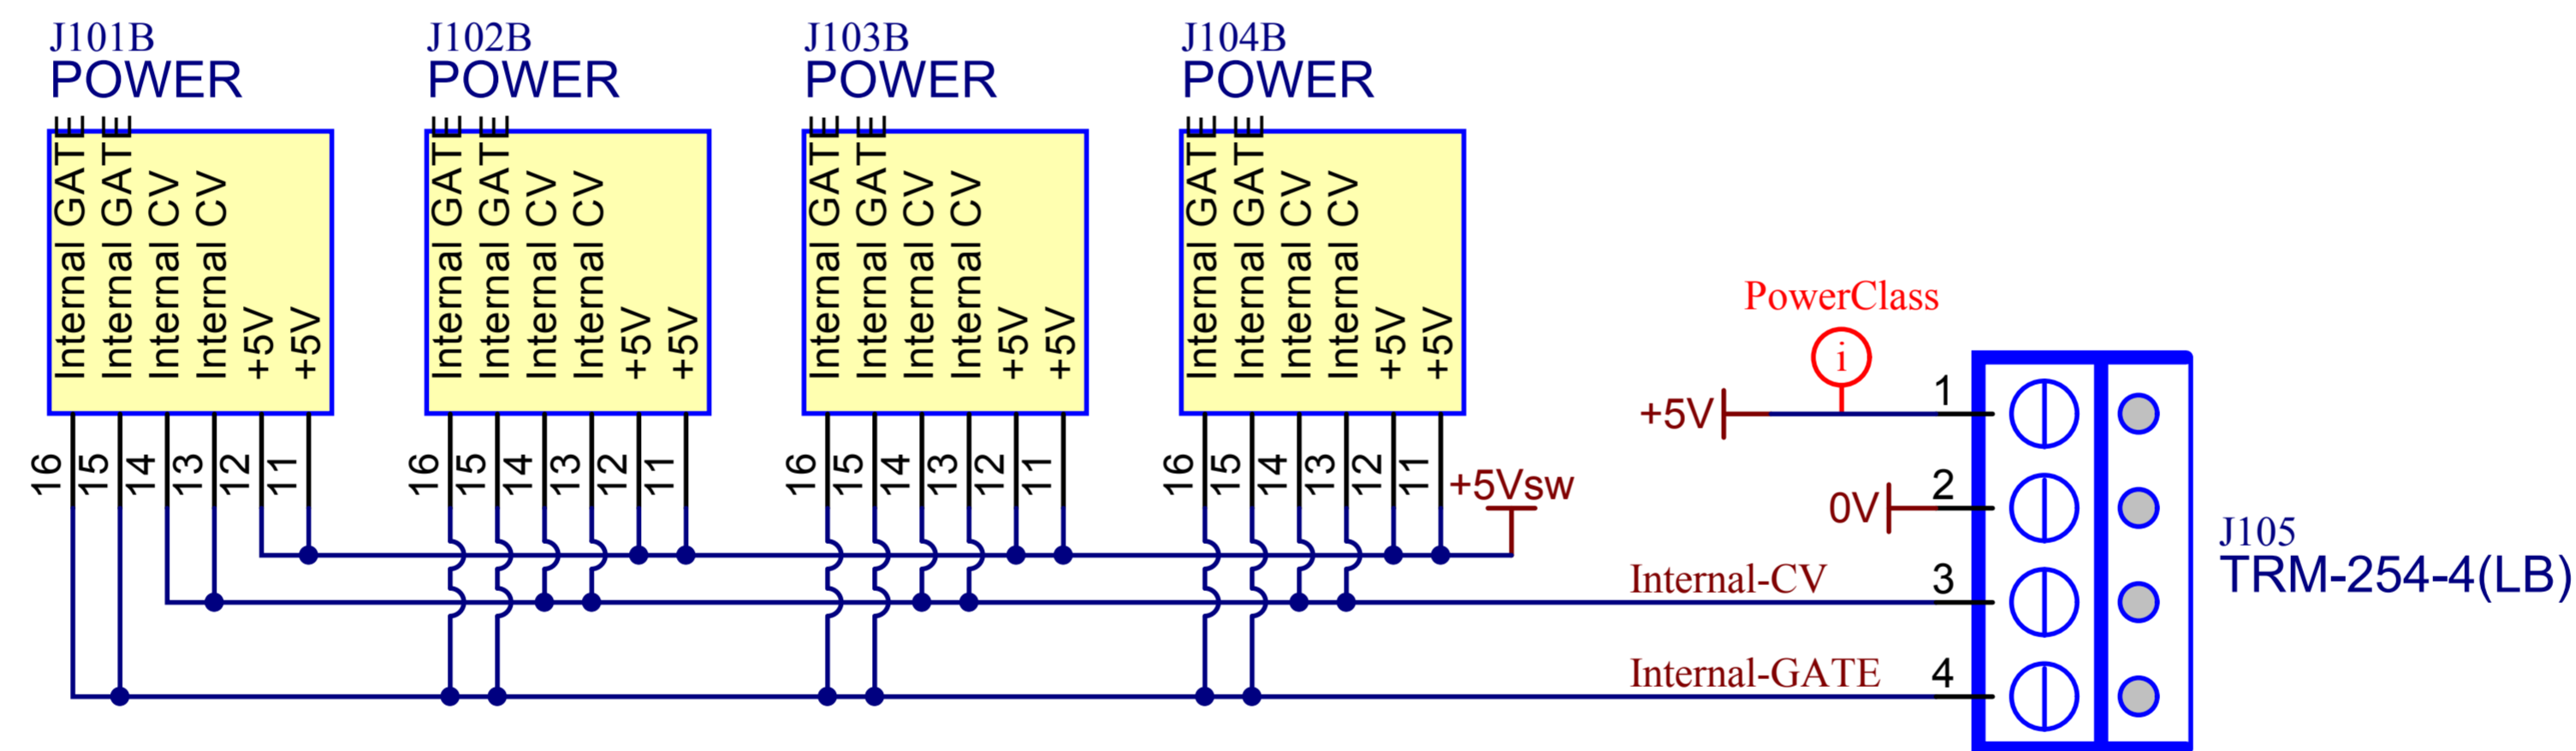 J101B
POWER
Internal GATE
Internal GATE
Internal CV
Internal CV
+5V
+5V
16
15
14
13
12
11
J102B
POWER
Internal GATE
Internal GATE
Internal CV
Internal CV
+5V
+5V
16
15
14
13
12
11
J103B
POWER
Internal GATE
Internal GATE
Internal CV
Internal CV
+5V
+5V
16
15
14
13
12
11
J104B
POWER
Internal GATE
Internal GATE
Internal CV
Internal CV
+5V
+5V
16
15
14
13
12
11
+5Vsw
PowerClass
i
+5V
1
0V
2
Internal-CV
3
Internal-GATE
4
J105
TRM-254-4(LB)